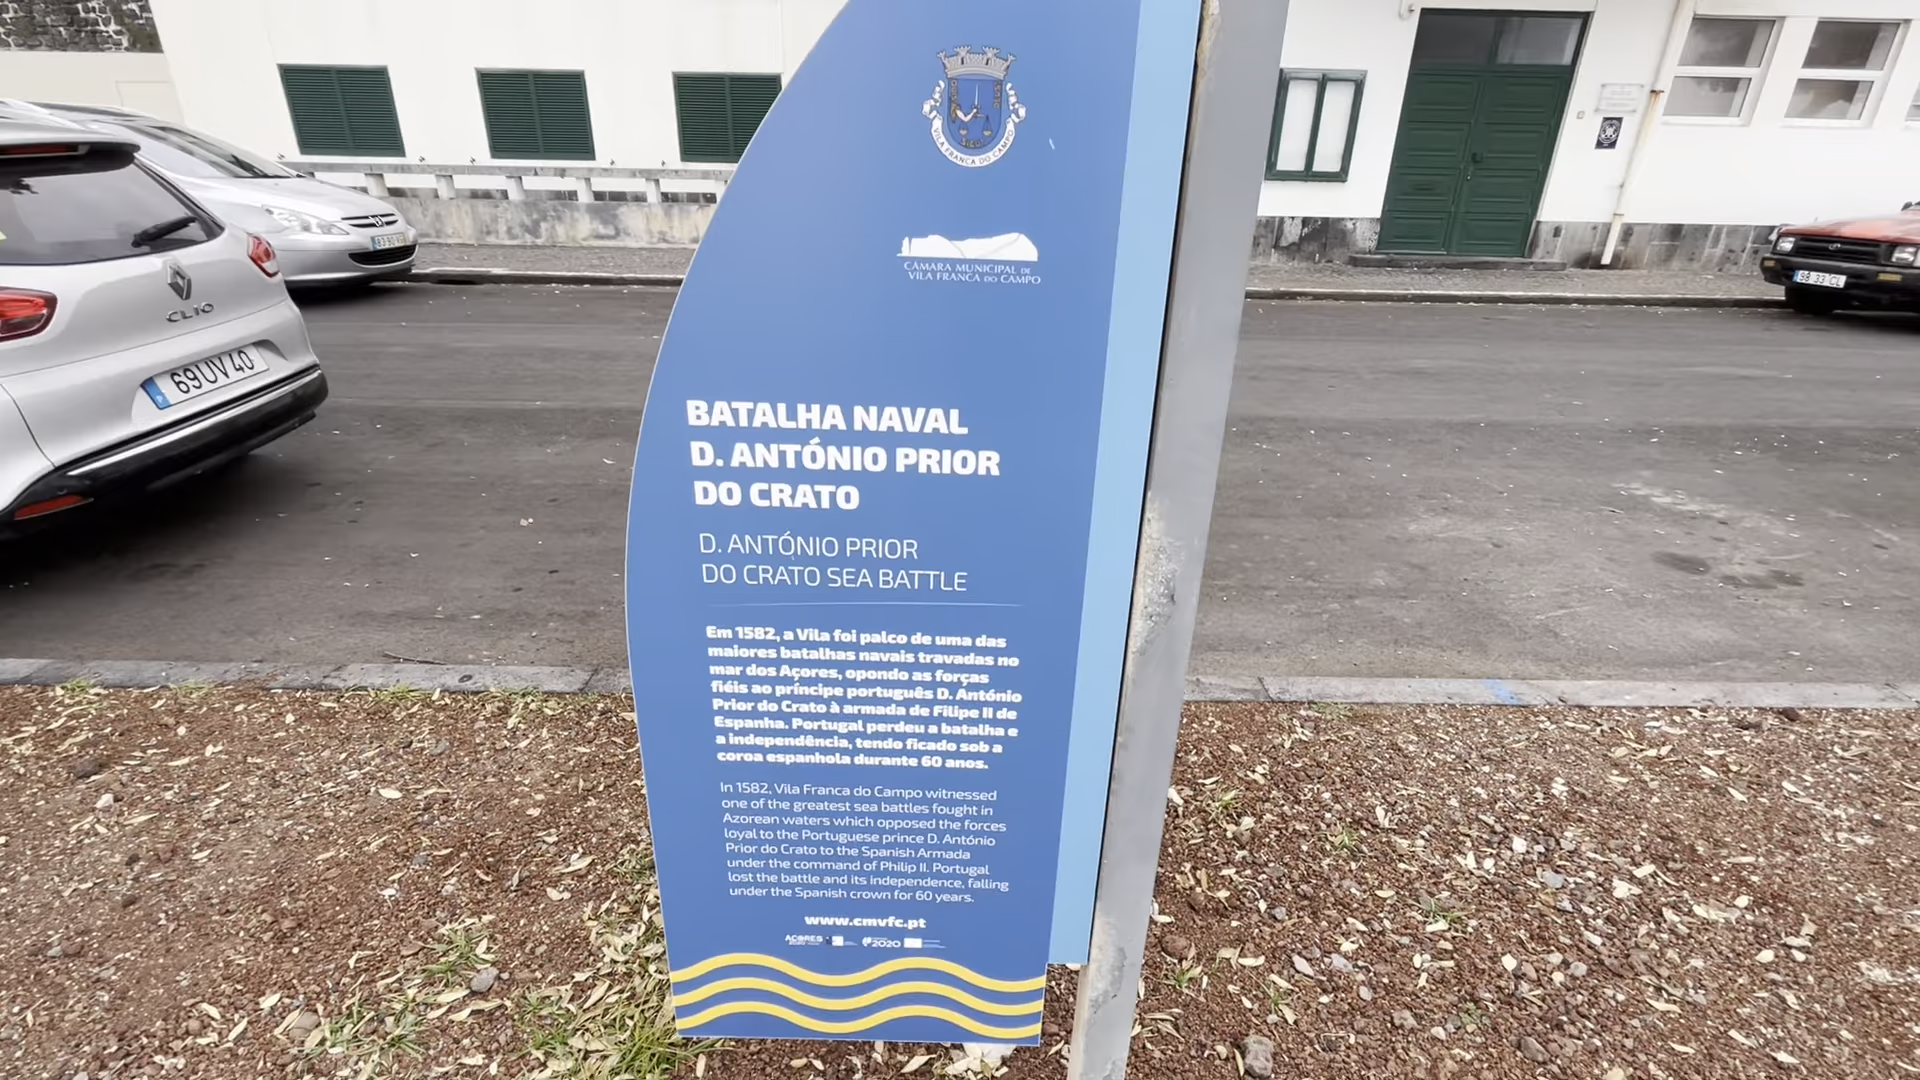 VILA FRANCA DO CAMPO
CÂMARA MUNICIPAL DE
VILA FRANCA DO CAMPO
BATALHA NAVAL
D. ANTÓNIO PRIOR
DO CRATO
D. ANTÓNIO PRIOR
DO CRATO SEA BATTLE
Em 1582, a Vila foi palco de uma das
maiores batalhas navais travadas no
mar dos Açores, opondo as forças
fiéis ao príncipe português D. António
Prior do Crato à armada de Filipe II de
Espanha. Portugal perdeu a batalha e
a independência, tendo ficado sob a
coroa espanhola durante 60 anos.
In 1582, Vila Franca do Campo witnessed
one of the greatest sea battles fought in
Azorean waters which opposed the forces
loyal to the Portuguese prince D. António
Prior do Crato to the Spanish Armada
under the command of Philip II. Portugal
lost the battle and its independence, falling
under the Spanish crown for 60 years.
www.cmvfc.pt
AÇORES
2020
CLIO
69 UV 40
98 33 CL